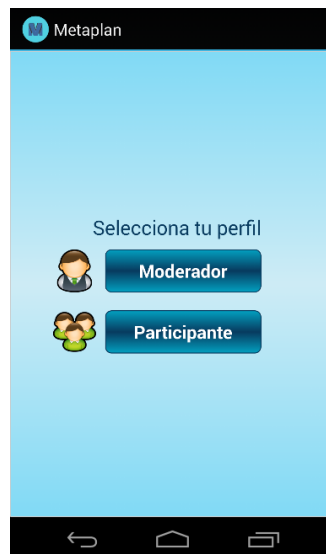 M Metaplan
Selecciona tu perfil
Moderador
Participante